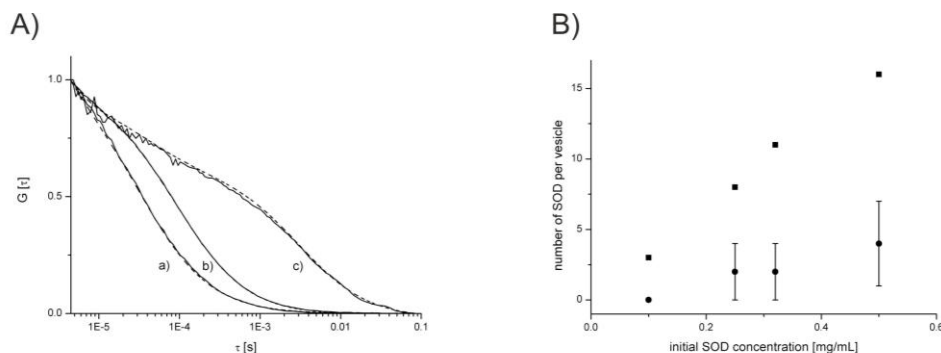 A)
B)
1.0
0.5
0.0
G [τ]
a)
b)
c)
1E-5
1E-4
1E-3
0.01
0.1
τ [s]
15
10
5
0
number of SOD per vesicle
0.0
0.2
0.4
0.6
initial SOD concentration [mg/mL]